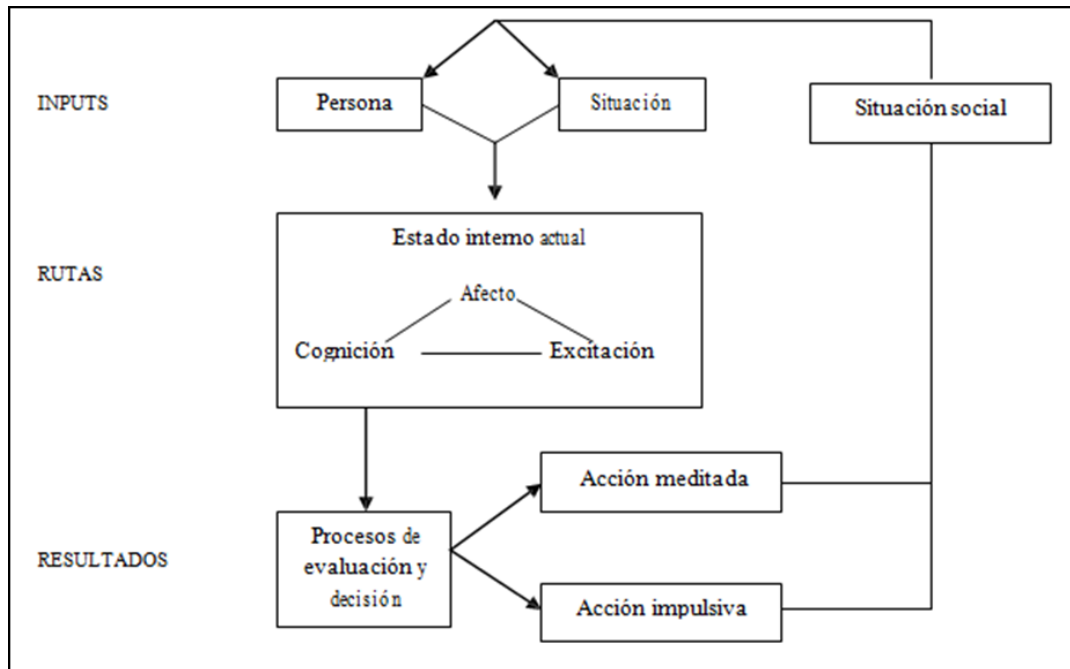 INPUTS
Persona
Situación
Situación social
RUTAS
Estado interno actual
Afecto
Cognición
Excitación
RESULTADOS
Procesos de
evaluación y
decisión
Acción meditada
Acción impulsiva